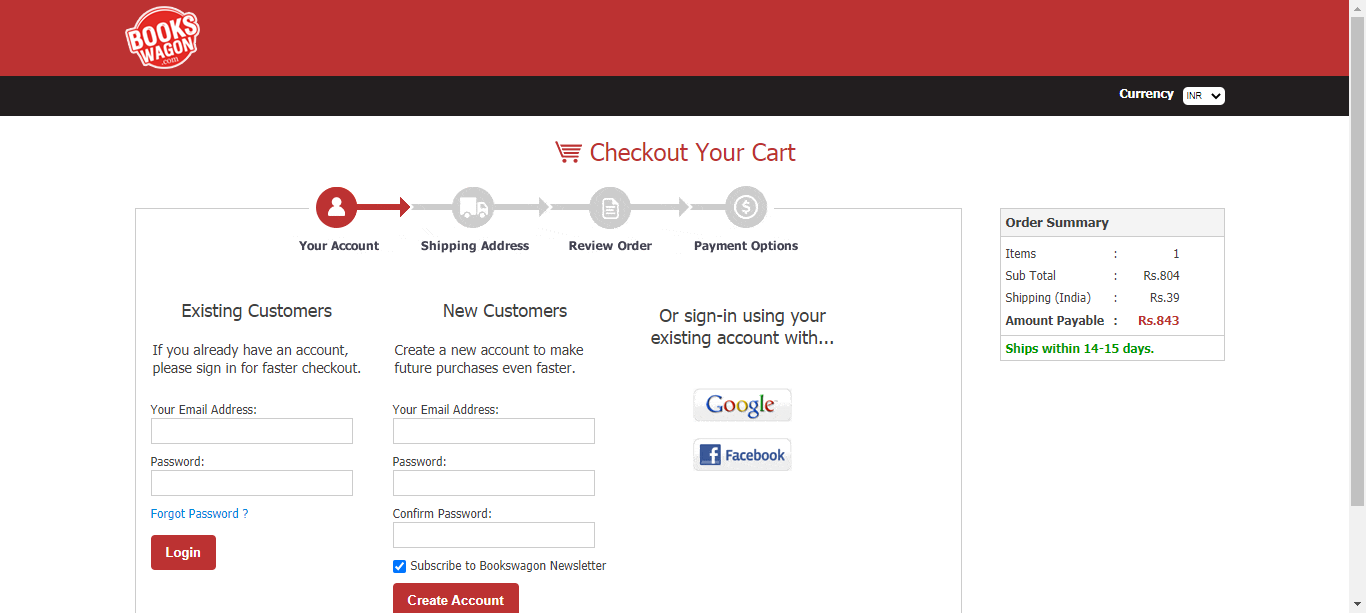 BOOKS
WAGON
.com
Currency INR
Checkout Your Cart
Your Account
Shipping Address
Review Order
$
Payment Options
Existing Customers
If you already have an account,
please sign in for faster checkout.
Your Email Address:
Password:
Forgot Password ?
Login
New Customers
Create a new account to make
future purchases even faster.
Your Email Address:
Password:
Confirm Password:
Subscribe to Bookswagon Newsletter
Create Account
Or sign-in using your
existing account with...
Google
f Facebook
Order Summary
Items : 1
Sub Total : Rs.804
Shipping (India) : Rs.39
Amount Payable : Rs.843
Ships within 14-15 days.